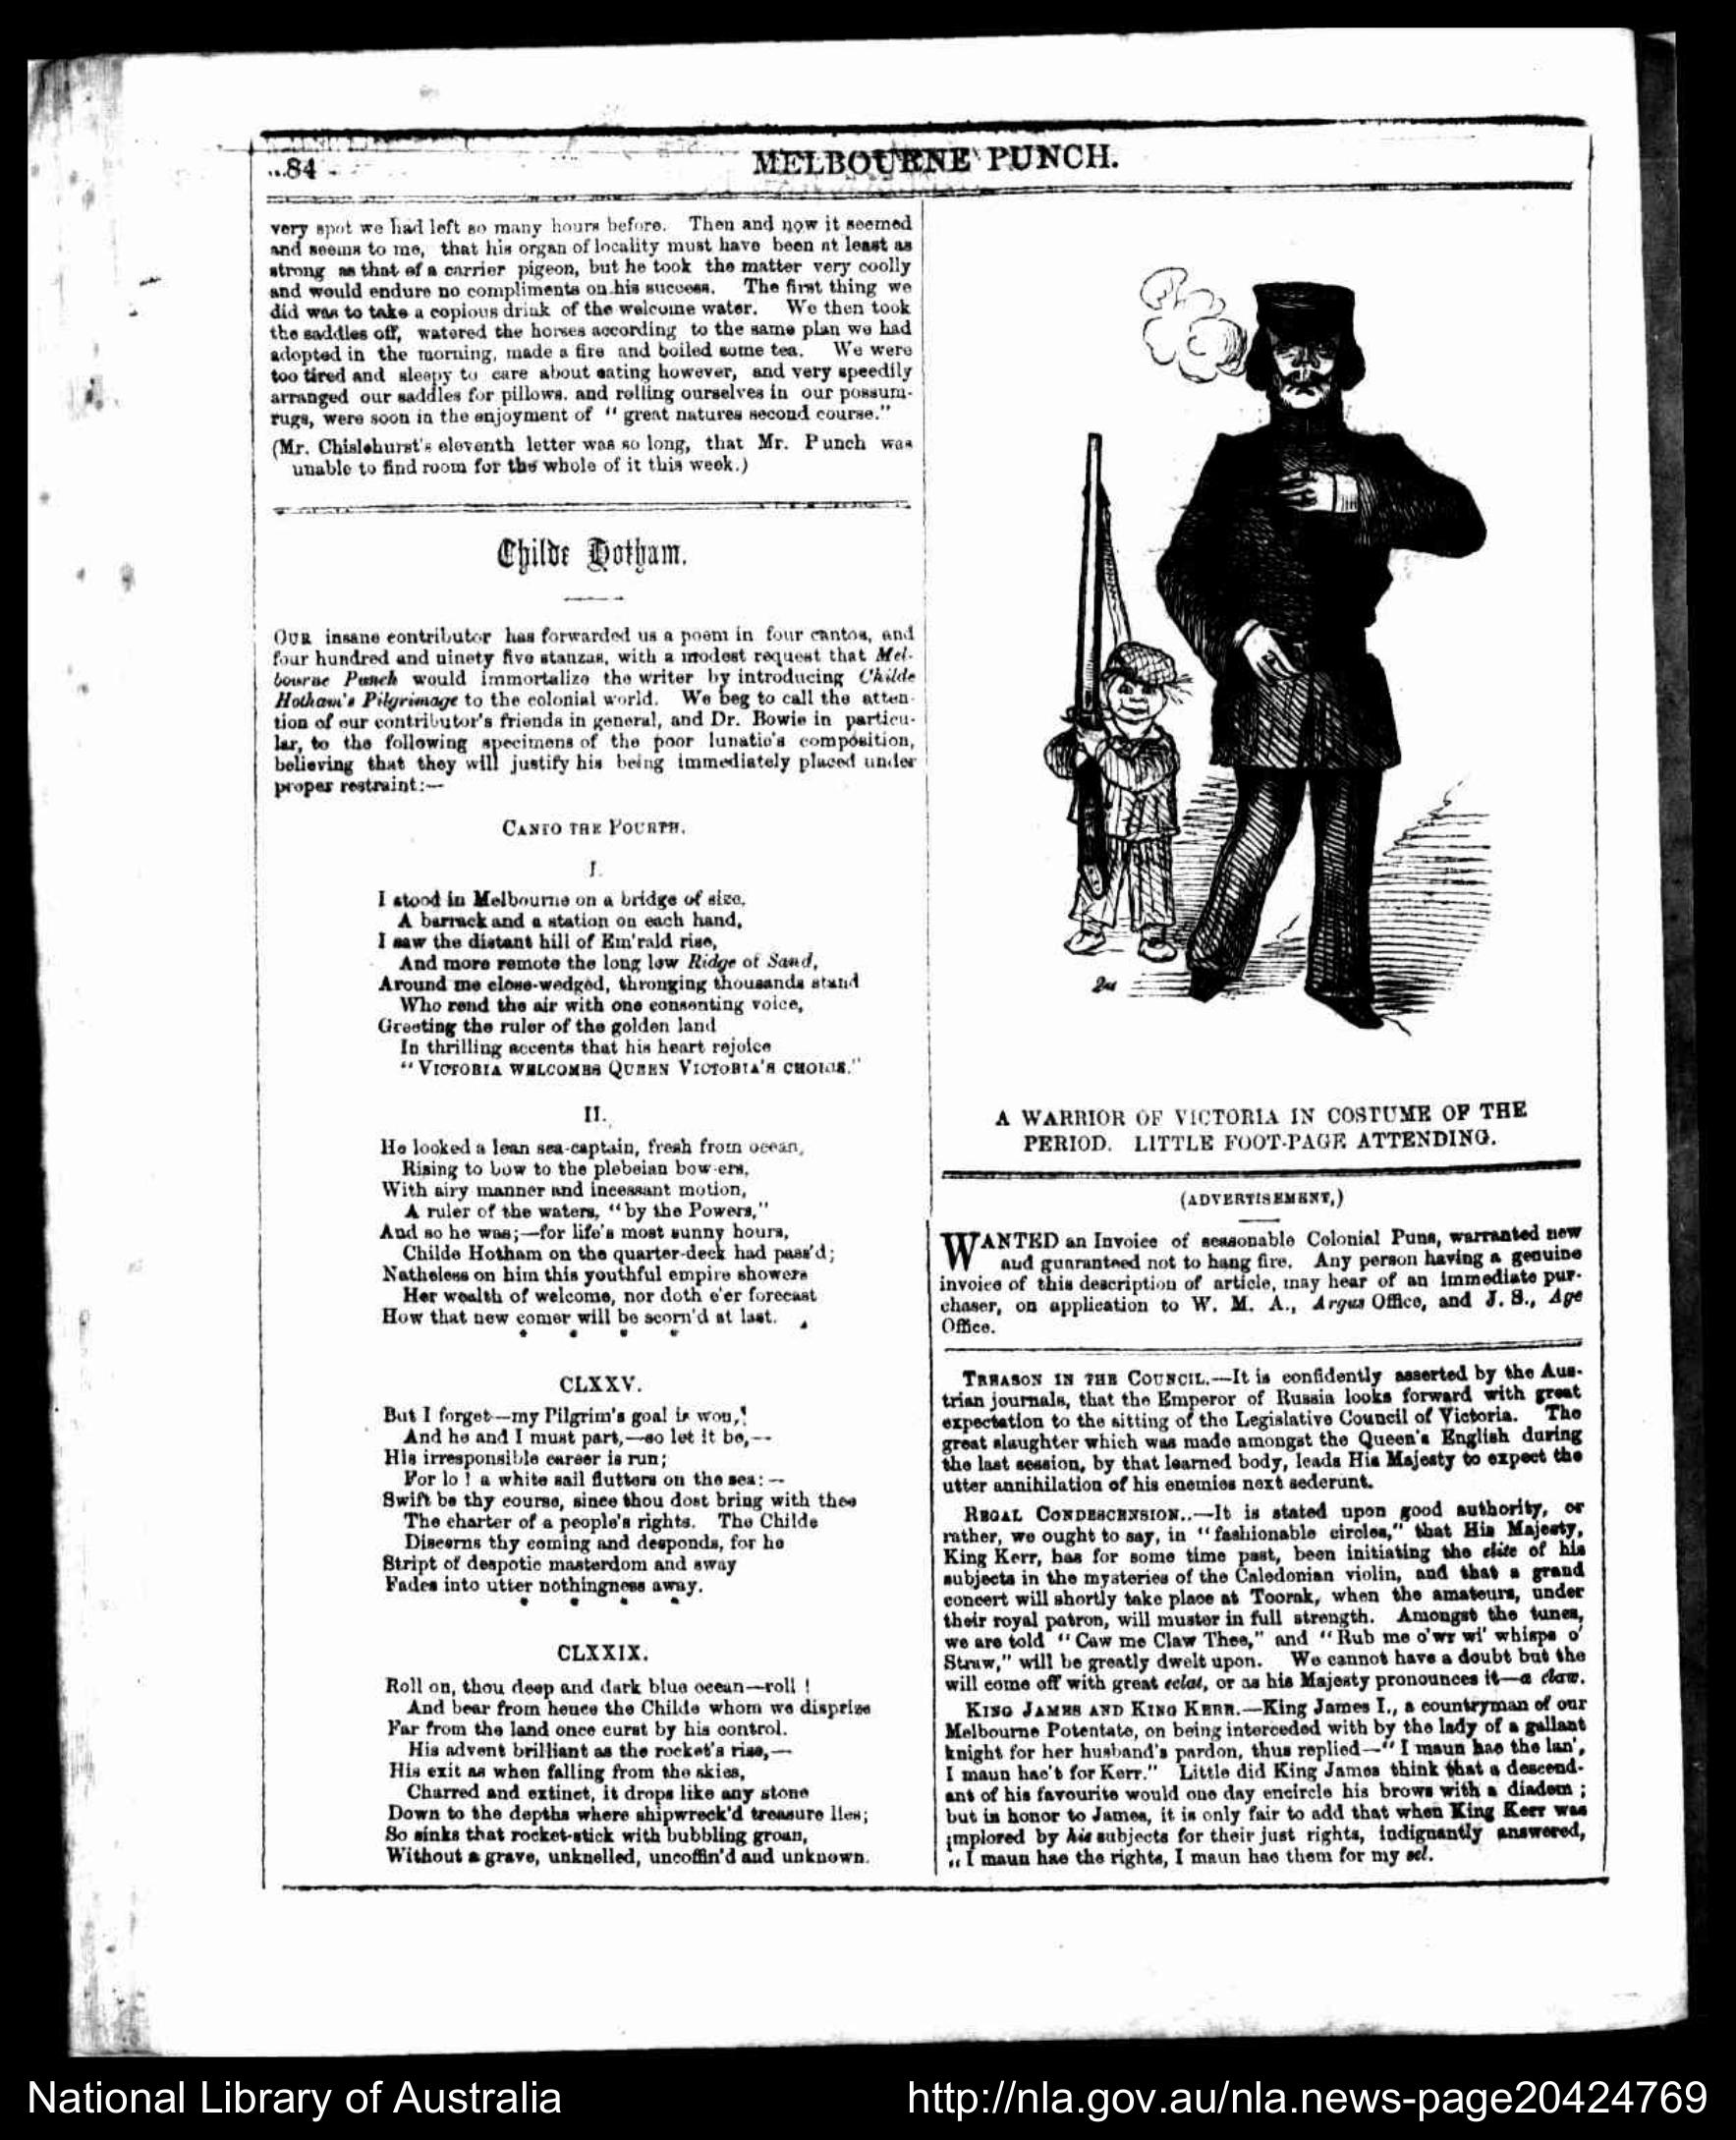 ..84
MELBOURNE PUNCH.
very spot we had left so many hours before. Then and now it seemed
and seems to me, that his organ of locality must have been at least as
strong as that of a carrier pigeon, but he took the matter very coolly
and would endure no compliments on his success. The first thing we
did was to take a copious drink of the welcome water. We then took
the saddles off, watered the horses according to the same plan we had
adopted in the morning, made a fire and boiled some tea. We were
too tired and sleepy to care about eating however, and very speedily
arranged our saddles for pillows. and rolling ourselves in our possum-
rugs, were soon in the enjoyment of "great natures second course."
(Mr. Chislehurst's eleventh letter was so long, that Mr. Punch was
unable to find room for the whole of it this week.)
Childe Hotham.
OUR insane contributor has forwarded us a poem in four cantos, and
four hundred and ninety five stanzas, with a modest request that Mel-
bourne Punch would immortalize the writer by introducing Childe
Hotham's Pilgrimage to the colonial world. We beg to call the atten-
tion of our contributor's friends in general, and Dr. Bowie in particu-
lar, to the following specimens of the poor lunatic's composition,
believing that they will justify his being immediately placed under
proper restraint:—
CANTO THE FOURTH.
I.
I stood in Melbourne on a bridge of size,
A barrack and a station on each hand,
I saw the distant hill of Em'rald rise,
And more remote the long low Ridge of Sand,
Around me close-wedged, thronging thousands stand
Who rend the air with one consenting voice,
Greeting the ruler of the golden land
In thrilling accents that his heart rejoice
"VICTORIA WELCOMES QUEEN VICTORIA'S CHOICE."
II.
He looked a lean sea-captain, fresh from ocean,
Rising to bow to the plebeian bow-ers,
With airy manner and incessant motion,
A ruler of the waters, "by the Powers,"
And so he was;—for life's most sunny hours,
Childe Hotham on the quarter-deck had pass'd;
Natheless on him this youthful empire showers
Her wealth of welcome, nor doth e'er forecast
How that new comer will be scorn'd at last.
* * * *
CLXXV.
But I forget—my Pilgrim's goal is won,!
And he and I must part,—so let it be,--
His irresponsible career is run;
For lo ! a white sail flutters on the sea:--
Swift be thy course, since thou dost bring with thee
The charter of a people's rights. The Childe
Discerns thy coming and desponds, for he
Stript of despotic masterdom and sway
Fades into utter nothingness away.
* * * *
CLXXIX.
Roll on, thou deep and dark blue ocean—roll !
And bear from hence the Childe whom we disprise
Far from the land once curst by his control.
His advent brilliant as the rocket's rise,—
His exit as when falling from the skies,
Charred and extinct, it drops like any stone
Down to the depths where shipwreck'd treasure lies;
So sinks that rocket-stick with bubbling groan,
Without a grave, unknelled, uncoffin'd and unknown.
A WARRIOR OF VICTORIA IN COSTUME OF THE
PERIOD. LITTLE FOOT-PAGE ATTENDING.
(ADVERTISEMENT,)
WANTED an Invoice of seasonable Colonial Puns, warranted new
and guaranteed not to hang fire. Any person having a genuine
invoice of this description of article, may hear of an immediate pur-
chaser, on application to W. M. A., Argus Office, and J. S., Age
Office.
TREASON IN THE COUNCIL.—It is confidently asserted by the Aus-
trian journals, that the Emperor of Russia looks forward with great
expectation to the sitting of the Legislative Council of Victoria. The
great slaughter which was made amongst the Queen's English during
the last session, by that learned body, leads His Majesty to expect the
utter annihilation of his enemies next sederunt.
REGAL CONDESCENSION..—It is stated upon good authority, or
rather, we ought to say, in "fashionable circles," that His Majesty,
King Kerr, has for some time past, been initiating the elite of his
subjects in the mysteries of the Caledonian violin, and that a grand
concert will shortly take place at Toorak, when the amateurs, under
their royal patron, will muster in full strength. Amongst the tunes,
we are told "Caw me Claw Thee," and "Rub me o'wr wi' whisps o'
Straw," will be greatly dwelt upon. We cannot have a doubt but the
will come off with great eclat, or as his Majesty pronounces it—a claw.
KING JAMES AND KING KERR.—King James I., a countryman of our
Melbourne Potentate, on being interceded with by the lady of a gallant
knight for her husband's pardon, thus replied—"I maun hae the lan',
I maun hae't for Kerr." Little did King James think that a descend-
ant of his favourite would one day encircle his brows with a diadem ;
but in honor to James, it is only fair to add that when King Kerr was
implored by his subjects for their just rights, indignantly answered,
„I maun hae the rights, I maun hae them for my sel.
National Library of Australia
http://nla.gov.au/nla.news-page20424769